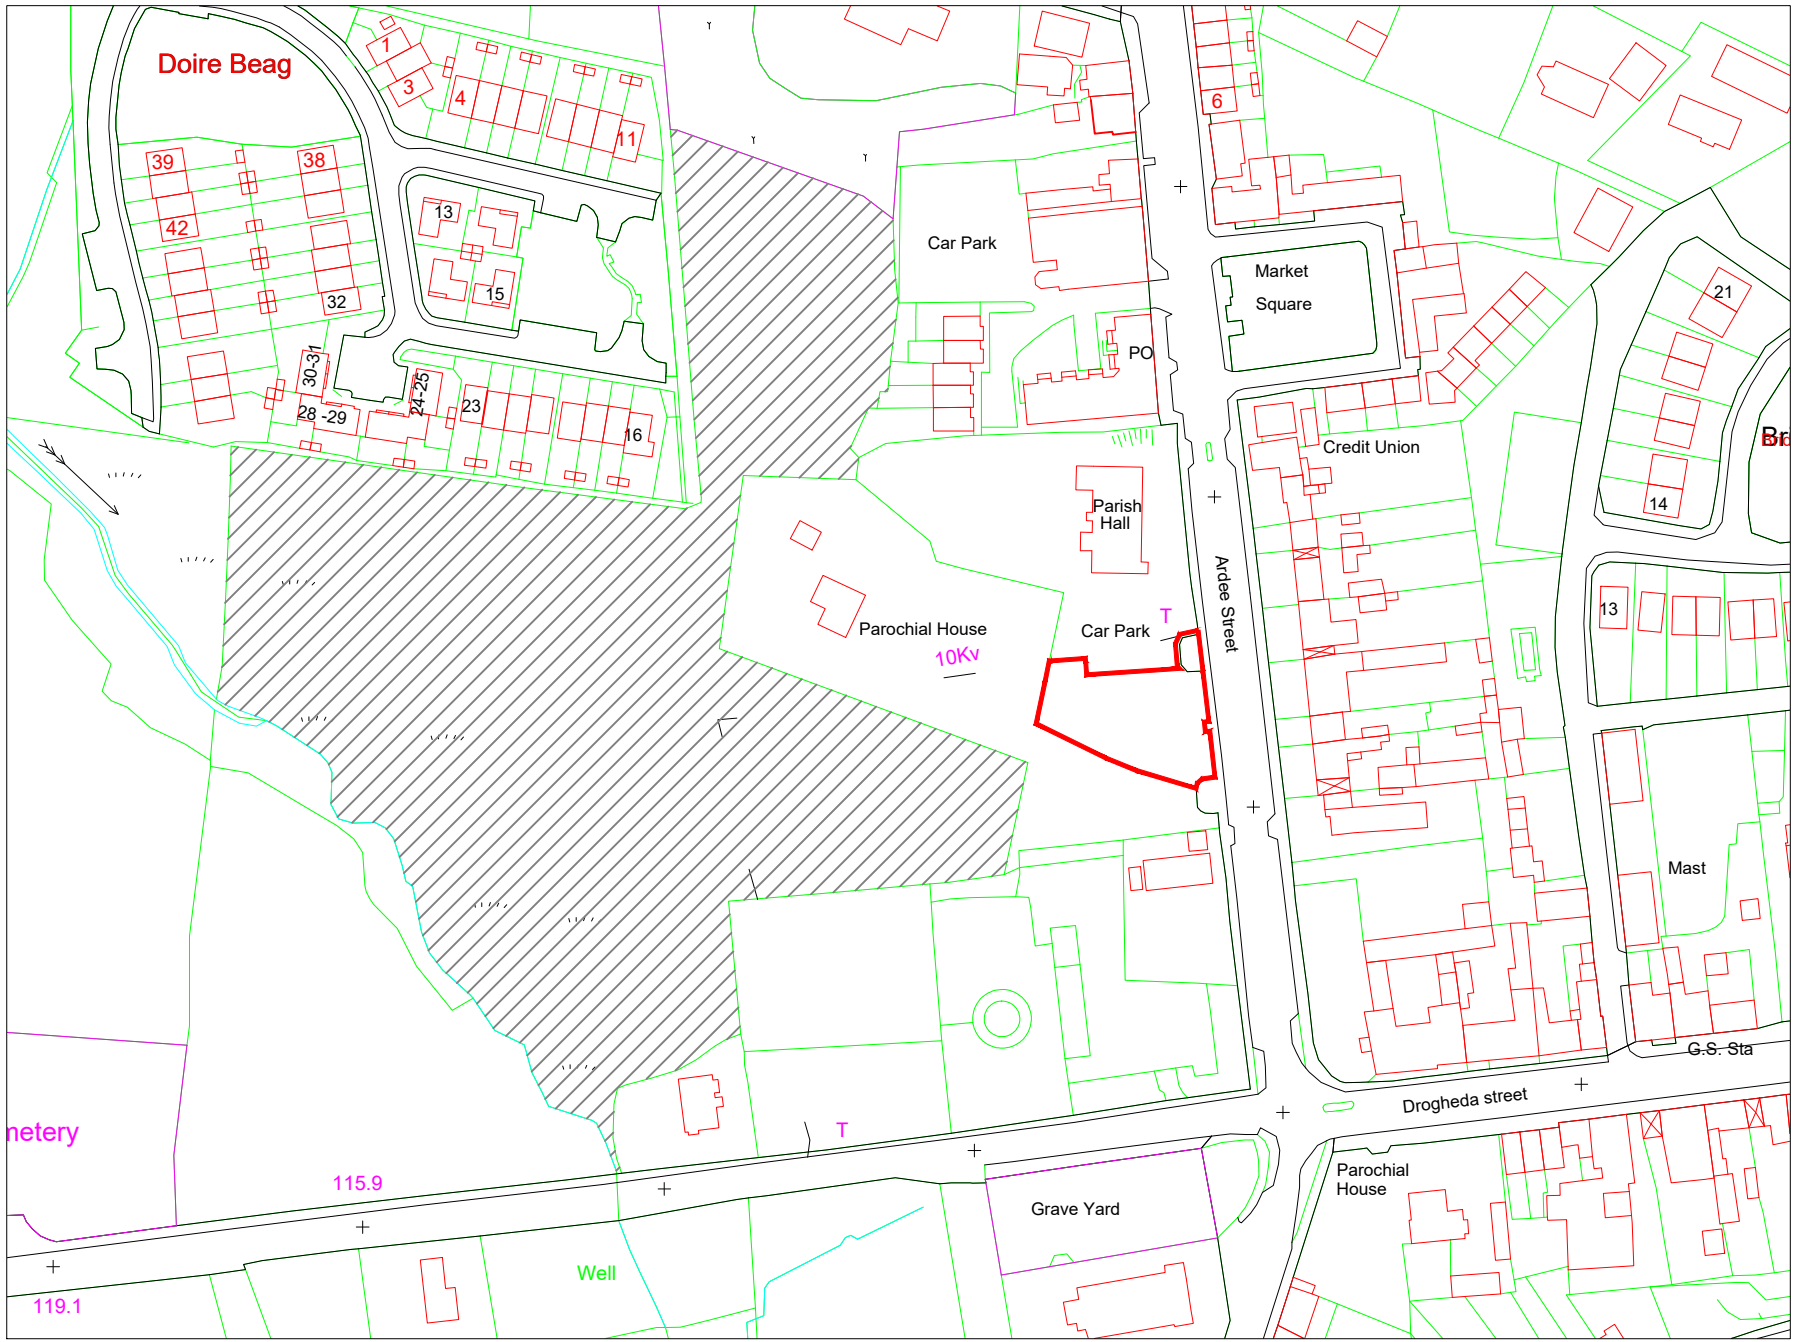 Doire Beag
1
3
4
11
6
39
38
42
13
15
32
30-31
28 -29
24-25
23
16
Car Park
Market
Square
PO
21
Credit Union
14
Parish
Hall
Ardee Street
T
13
Parochial House
Car Park
10Kv
Mast
G.S. Sta
Drogheda street
metery
T
115.9
Parochial
House
Grave Yard
Well
119.1